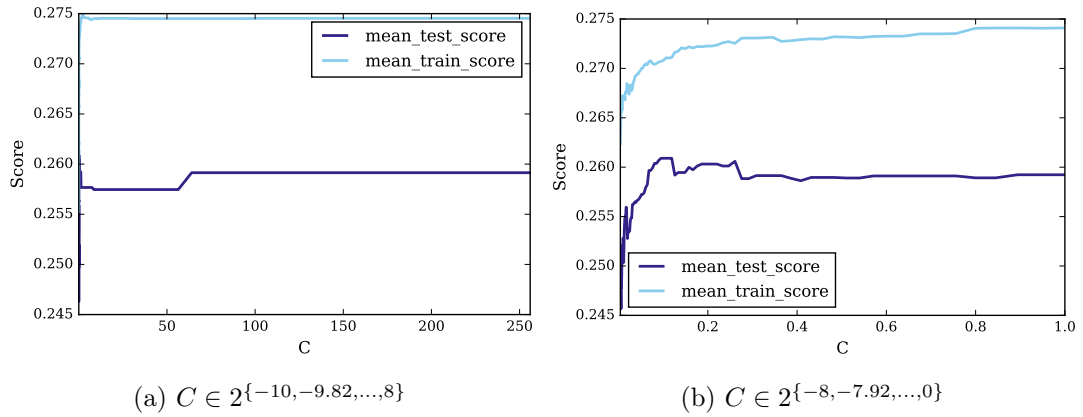 0.275
0.270
0.265
0.260
0.255
0.250
0.245
Score
mean_test_score
mean_train_score
50
100
150
200
250
C
(a) C ∈ 2^{−10,−9.82,...,8}
0.275
0.270
0.265
0.260
0.255
0.250
0.245
Score
mean_test_score
mean_train_score
0.2
0.4
0.6
0.8
1.0
C
(b) C ∈ 2^{−8,−7.92,...,0}